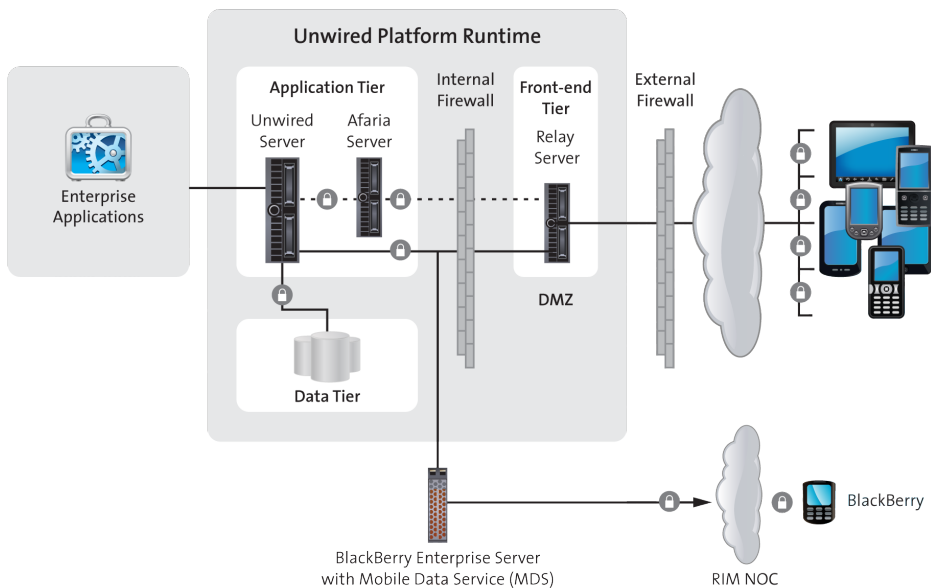 Unwired Platform Runtime
Enterprise
Applications
Application Tier
Unwired
Server
Afaria
Server
Internal
Firewall
Front-end
Tier
Relay
Server
DMZ
External
Firewall
Data Tier
BlackBerry Enterprise Server
with Mobile Data Service (MDS)
RIM NOC
BlackBerry